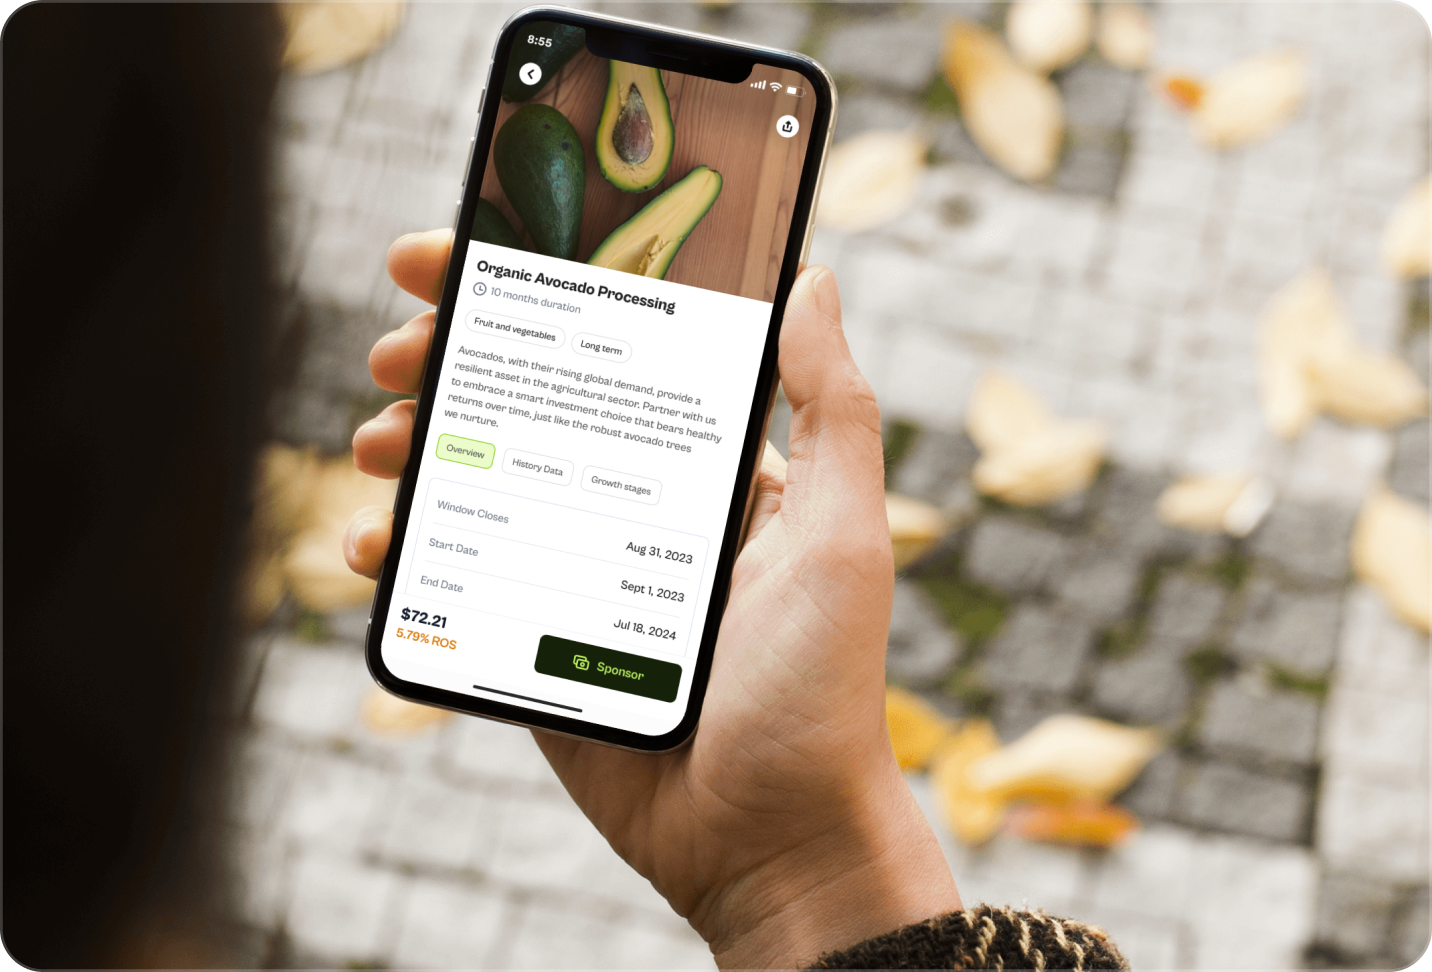 8:55
Organic Avocado Processing
10 months duration
Fruit and vegetables
Long term
Avocados, with their rising global demand, provide a
resilient asset in the agricultural sector. Partner with us
to embrace a smart investment choice that bears healthy
returns over time, just like the robust avocado trees
we nurture.
Overview
History Data
Growth stages
Window Closes
Aug 31, 2023
Start Date
Sept 1, 2023
End Date
Jul 18, 2024
$72.21
5.79% ROS
Sponsor